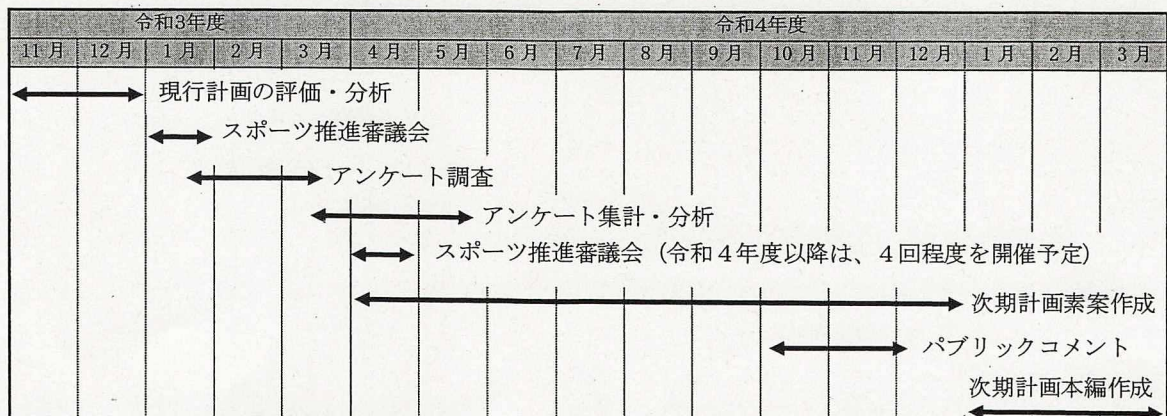 令和3年度 令和4年度
11月 12月 1月 2月 3月 4月 5月 6月 7月 8月 9月 10月 11月 12月 1月 2月 3月
現行計画の評価・分析
スポーツ推進審議会
アンケート調査
アンケート集計・分析
スポーツ推進審議会（令和４年度以降は、４回程度を開催予定）
次期計画素案作成
パブリックコメント
次期計画本編作成